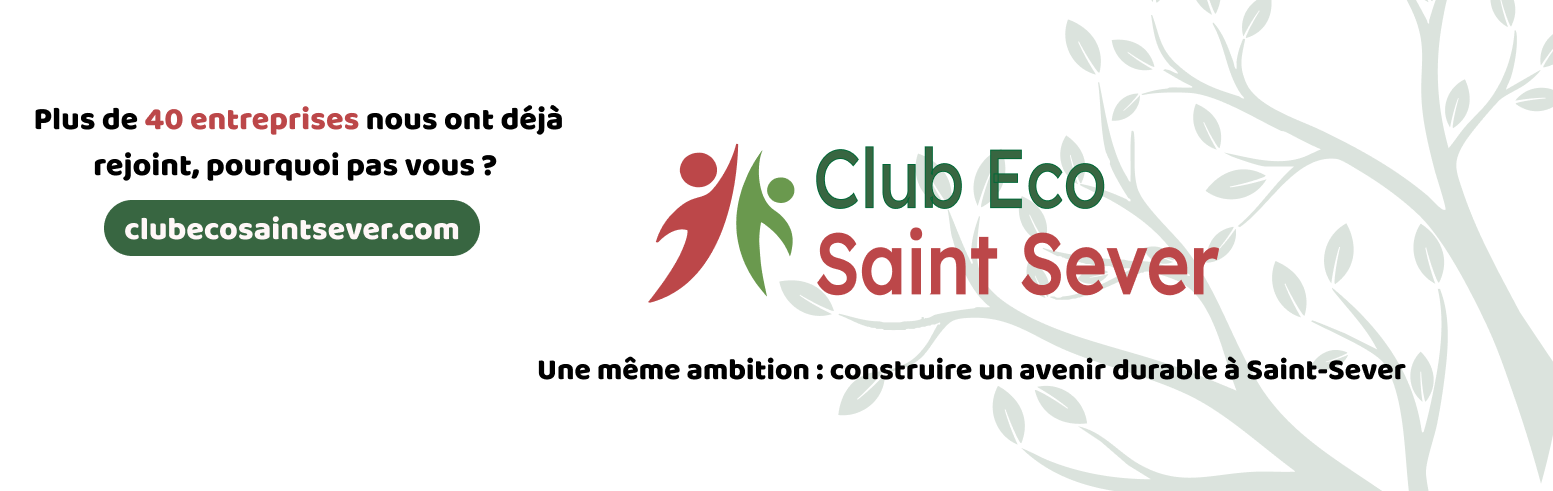 Plus de 40 entreprises nous ont déjà
rejoint, pourquoi pas vous ?
clubecosaintsever.com
Club Eco
Saint Sever
Une même ambition : construire un avenir durable à Saint-Sever